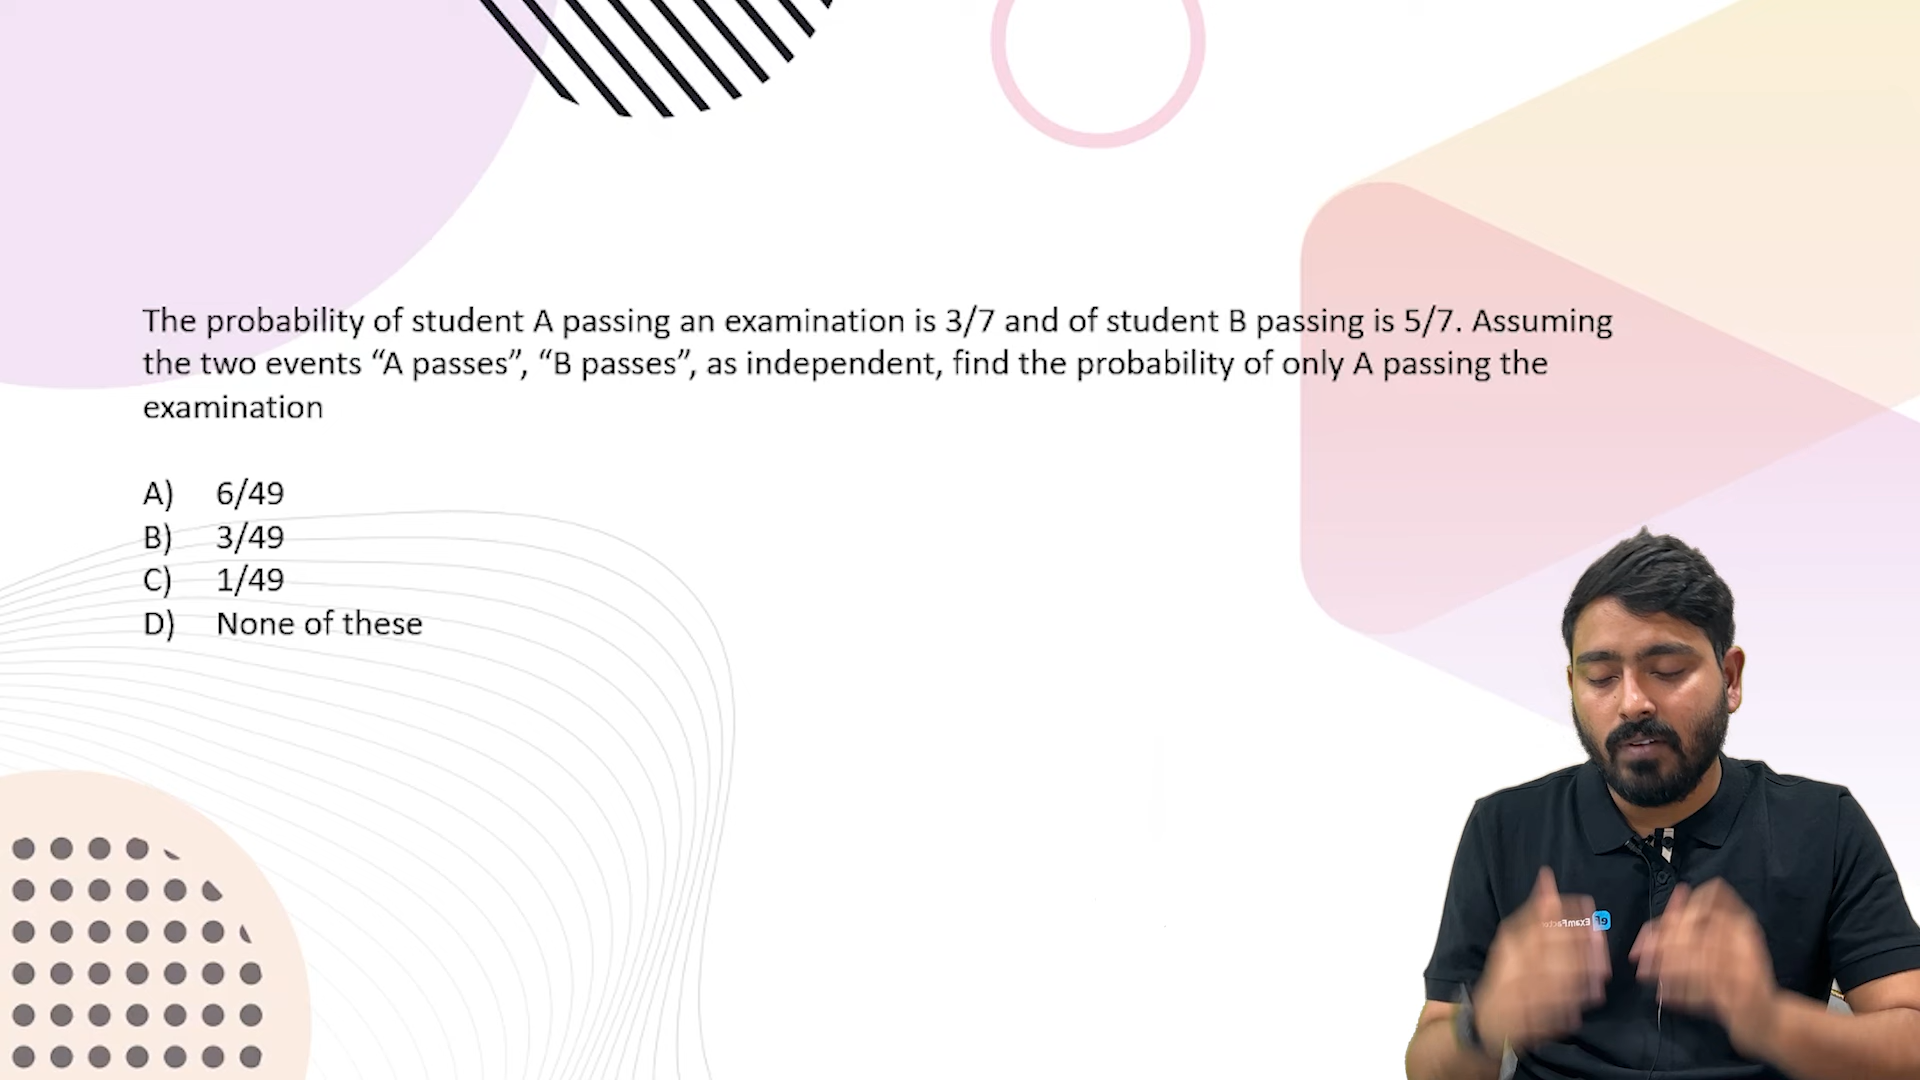 The probability of student A passing an examination is 3/7 and of student B passing is 5/7. Assuming
the two events “A passes”, “B passes”, as independent, find the probability of only A passing the
examination
A) 6/49
B) 3/49
C) 1/49
D) None of these